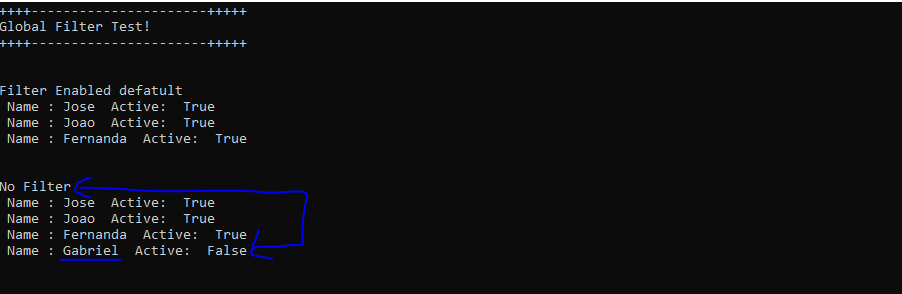 ++++----------------------+++++
Global Filter Test!
++++----------------------+++++
Filter Enabled defatult
Name : Jose  Active:  True
Name : Joao  Active:  True
Name : Fernanda  Active:  True
No Filter
Name : Jose  Active:  True
Name : Joao  Active:  True
Name : Fernanda  Active:  True
Name : Gabriel  Active:  False